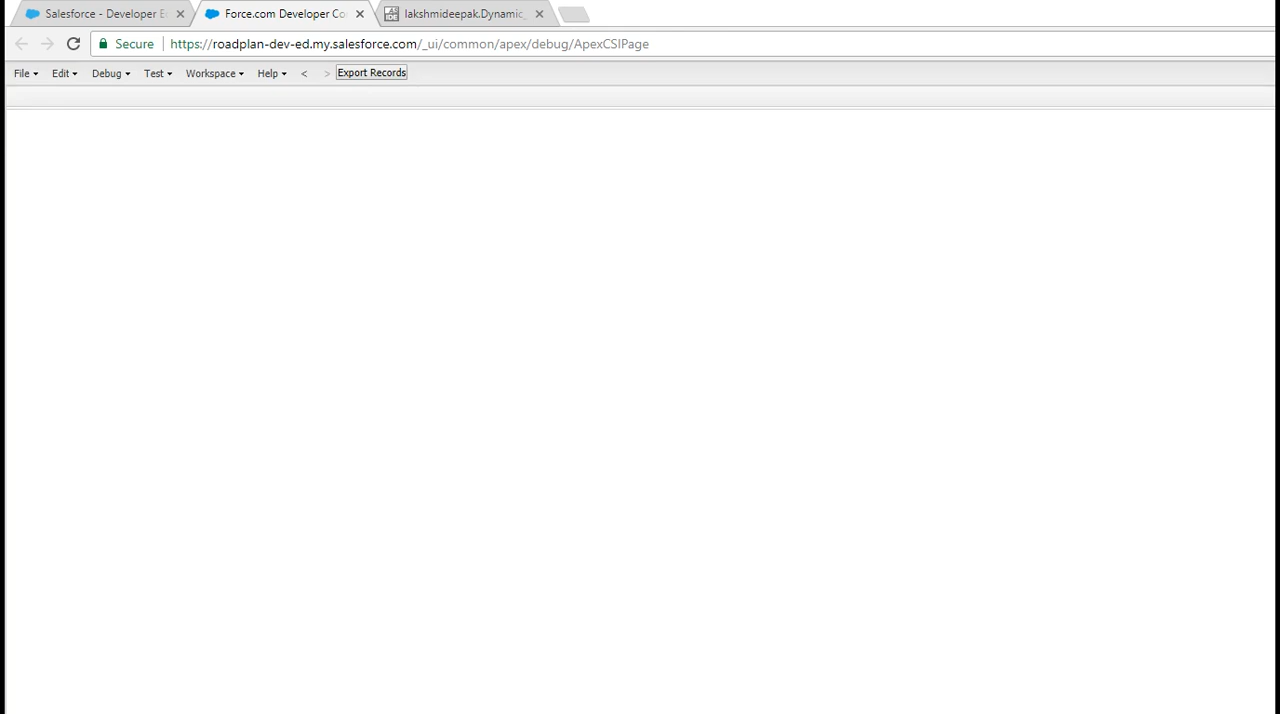 Salesforce - Developer E
Force.com Developer Co
lakshmideepak.Dynamic_
Secure
https://roadplan-dev-ed.my.salesforce.com/_ui/common/apex/debug/ApexCSIPage
File Edit Debug Test Workspace Help < > Export Records